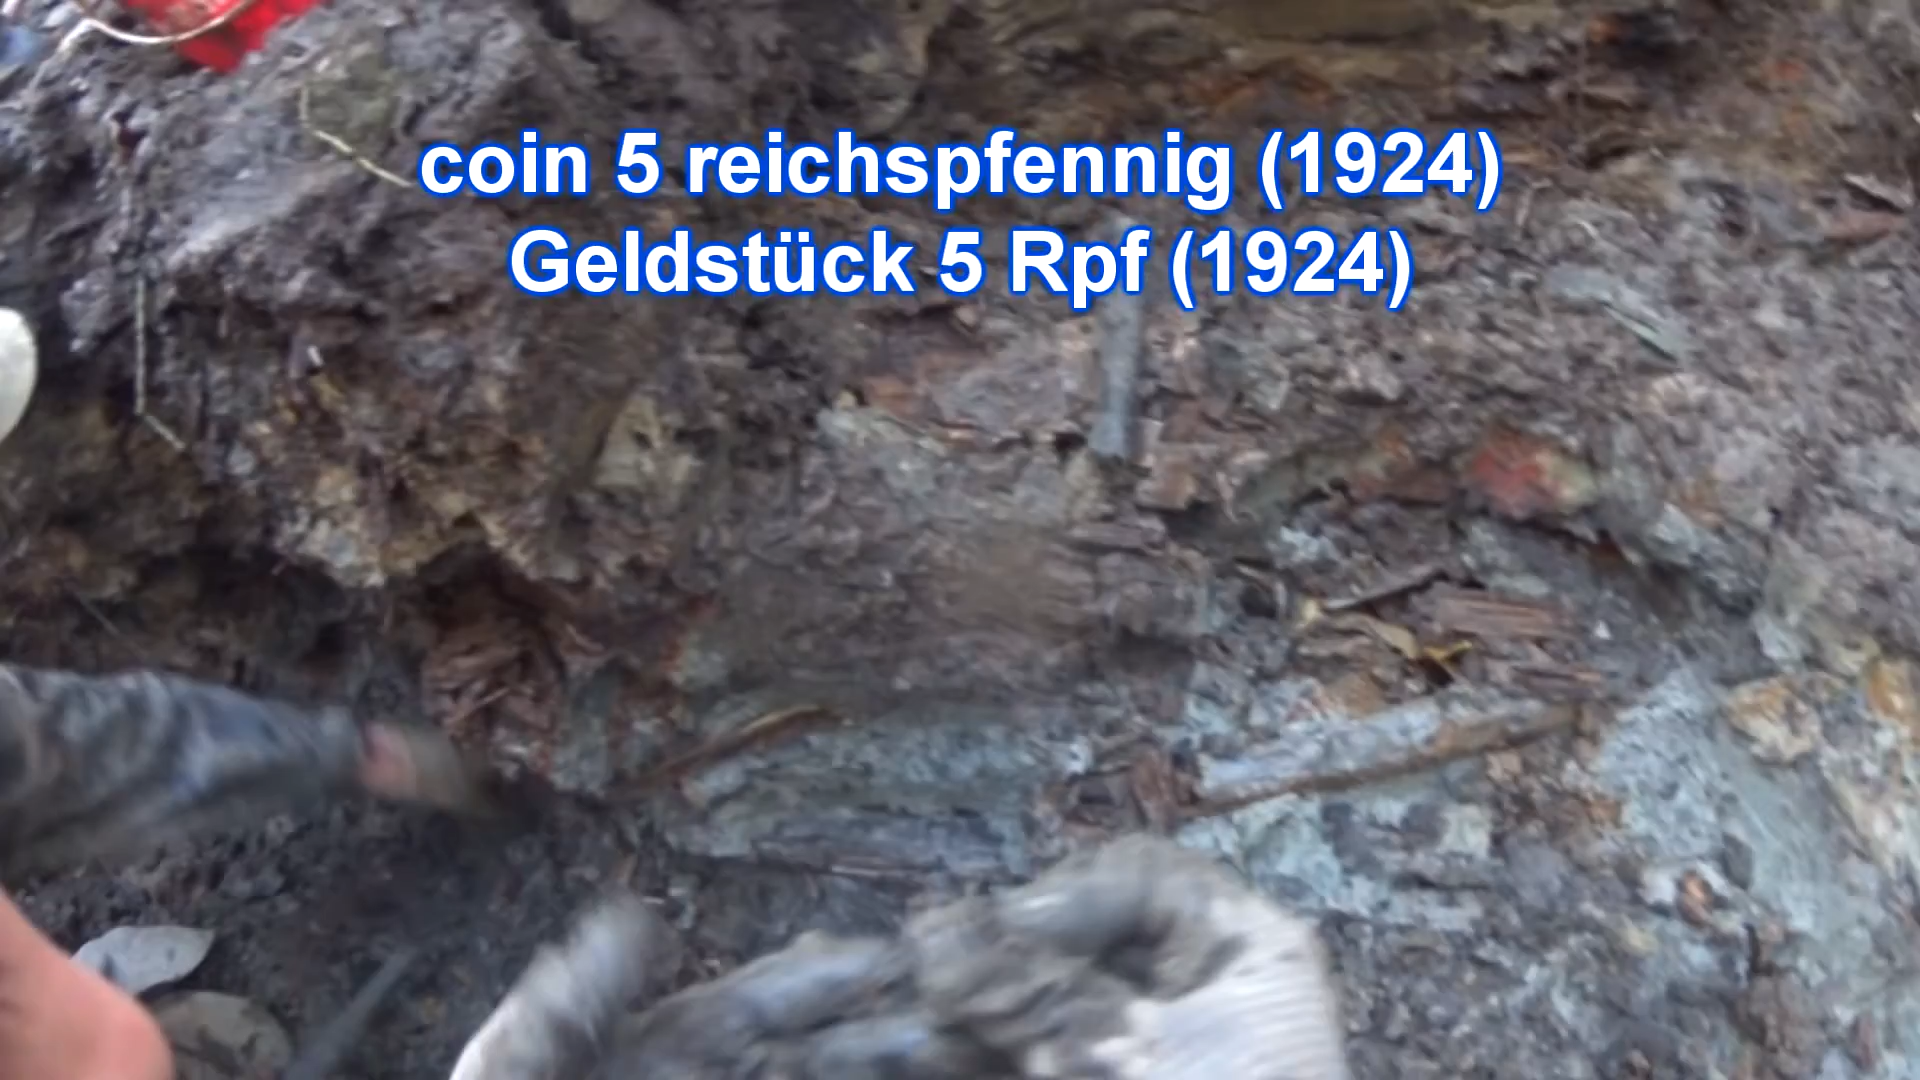 coin 5 reichspfennig (1924)
Geldstück 5 Rpf (1924)